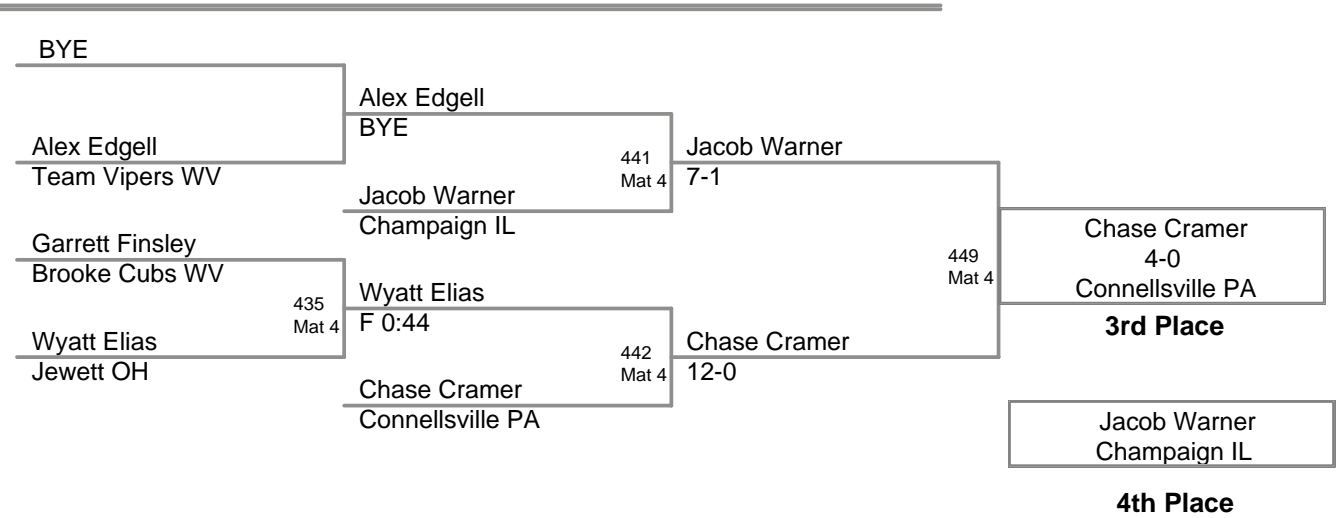 BYE
Alex Edgell
BYE
Alex Edgell
Team Vipers WV
441
Mat 4
Jacob Warner
7-1
Jacob Warner
Champaign IL
Garrett Finsley
Brooke Cubs WV
435
Mat 4
Wyatt Elias
F 0:44
Wyatt Elias
Jewett OH
442
Mat 4
Chase Cramer
12-0
Chase Cramer
Connellsville PA
449
Mat 4
Chase Cramer
4-0
Connellsville PA
3rd Place
Jacob Warner
Champaign IL
4th Place